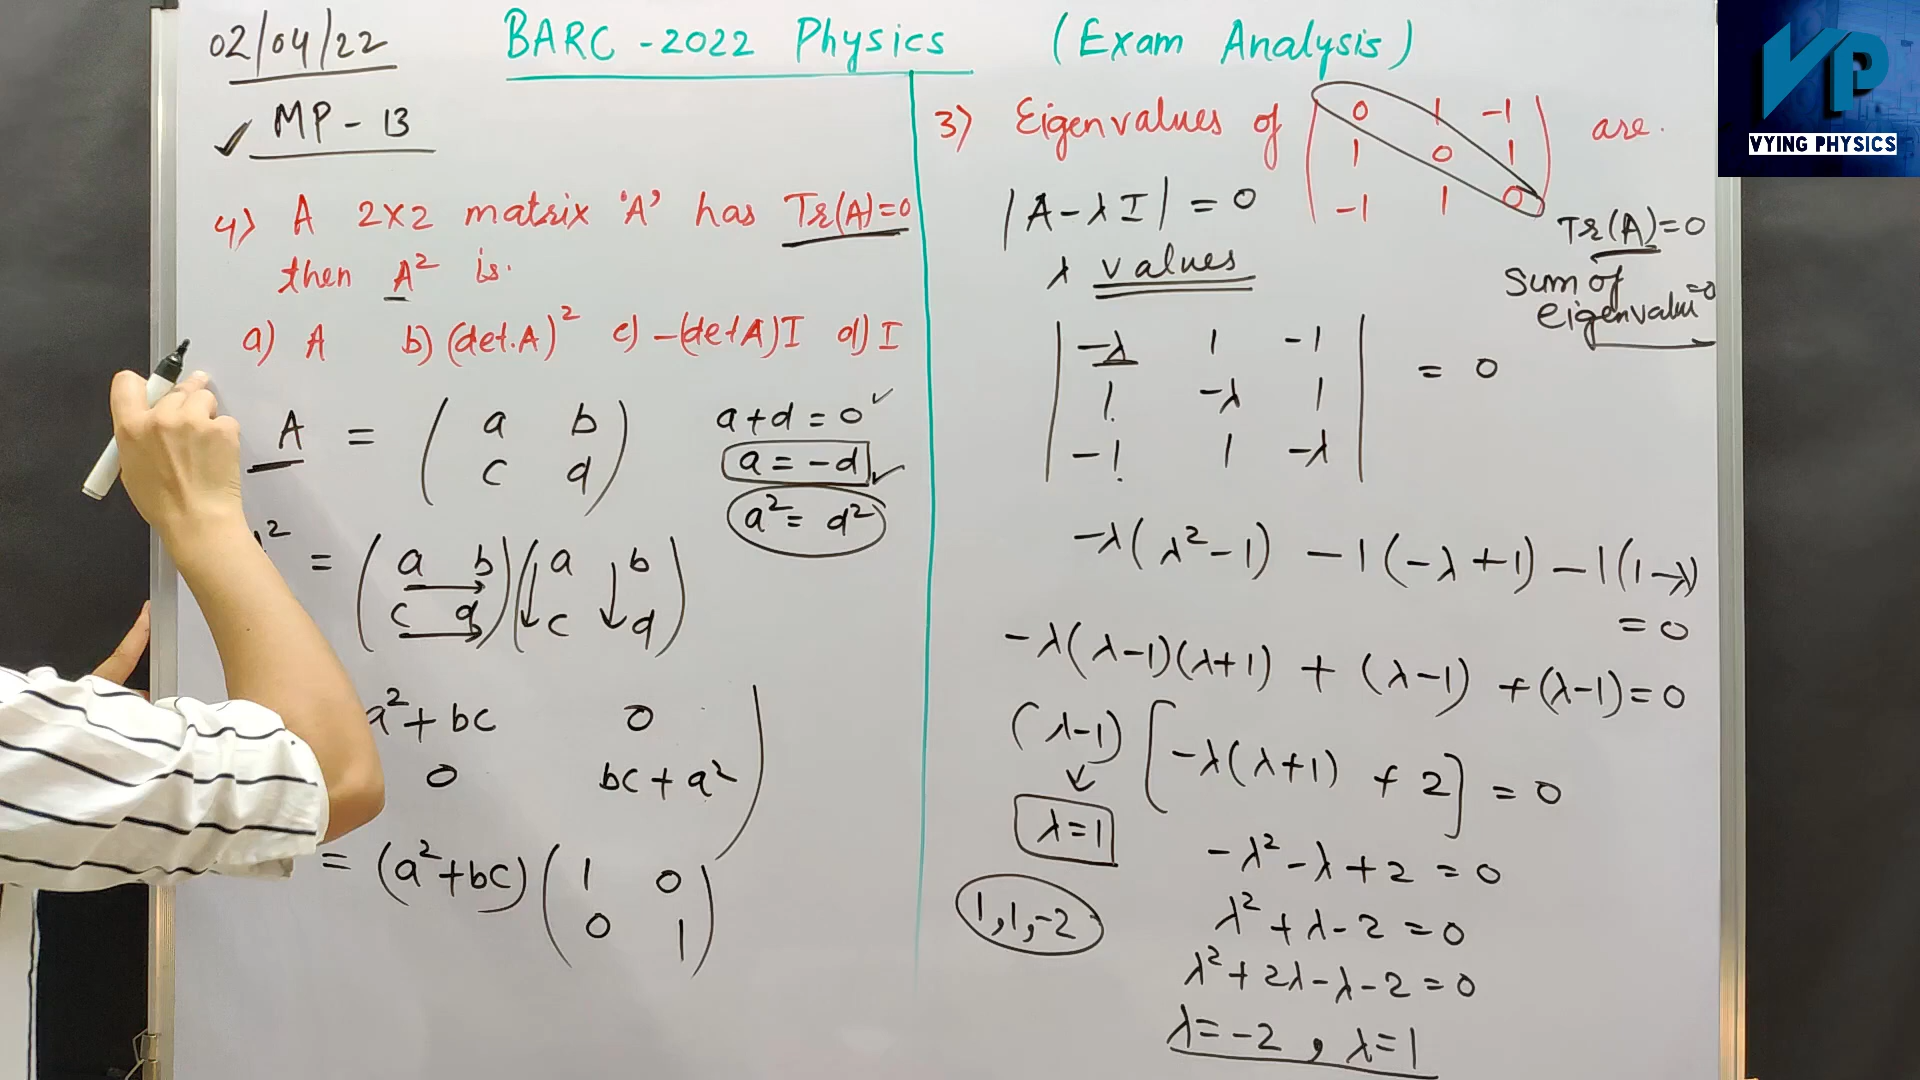 02/04/22
BARC - 2022 Physics (Exam Analysis)
VP
VYING PHYSICS
✓ MP - 13
4) A 2x2 matrix 'A' has Tr(A)=0
then A² is.
a) A b) (det.A)² c) -(detA)I d) I
A = ( a b
c d )
a+d = 0 ✓
a = -d ✓
a² = d²
² = ( a b ) ( a b )
( c d ) ( c d )
a²+bc 0
0 bc + a² )
= (a²+bc) ( 1 0
0 1 )
3) Eigenvalues of ( 0 1 -1 ) are.
1 0 1
-1 1 0
|A-λI| = 0
λ values
Tr(A)=0
Sum of
eigenvalu =0
| -λ 1 -1 |
| 1 -λ 1 | = 0
| -1 1 -λ |
-λ(λ²-1) -1(-λ+1) -1(1-λ)
= 0
-λ(λ-1)(λ+1) + (λ-1) +(λ-1)=0
(λ-1) [-λ(λ+1) + 2] = 0
λ=1
-λ²-λ+2 = 0
1,1,-2
λ²+λ-2 = 0
λ²+2λ-λ-2 = 0
λ=-2 , λ=1